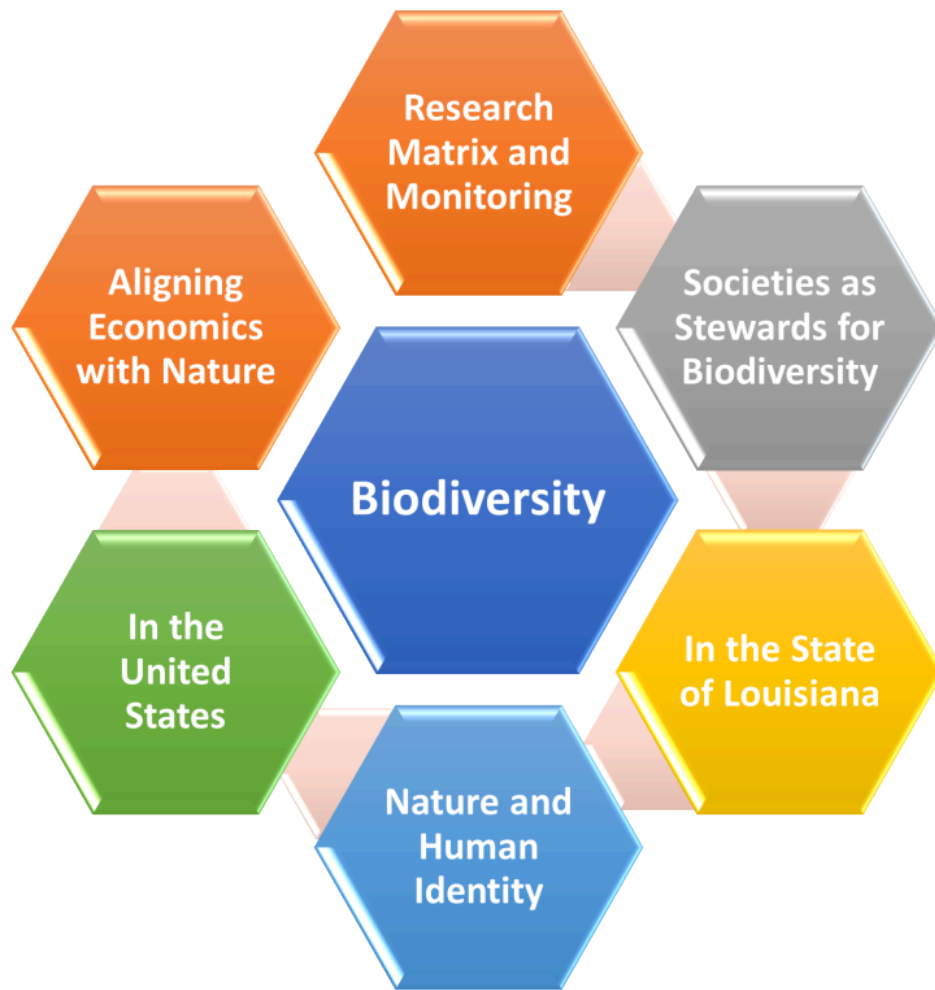 Research
Matrix and
Monitoring
Societies as
Stewards for
Biodiversity
In the State
of Louisiana
Nature and
Human
Identity
In the
United
States
Aligning
Economics
with Nature
Biodiversity